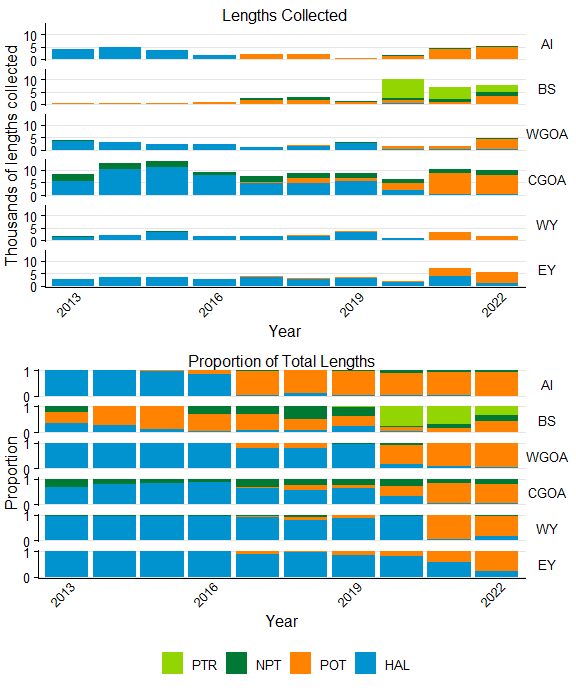 Lengths Collected
Thousands of lengths collected
10
5
0
AI
10
5
0
BS
10
5
0
WGOA
10
5
0
CGOA
10
5
0
WY
10
5
0
EY
2013
2016
2019
2022
Year
Proportion of Total Lengths
Proportion
1
0
AI
1
0
BS
1
0
WGOA
1
0
CGOA
1
0
WY
1
0
EY
2013
2016
2019
2022
Year
PTR NPT POT HAL